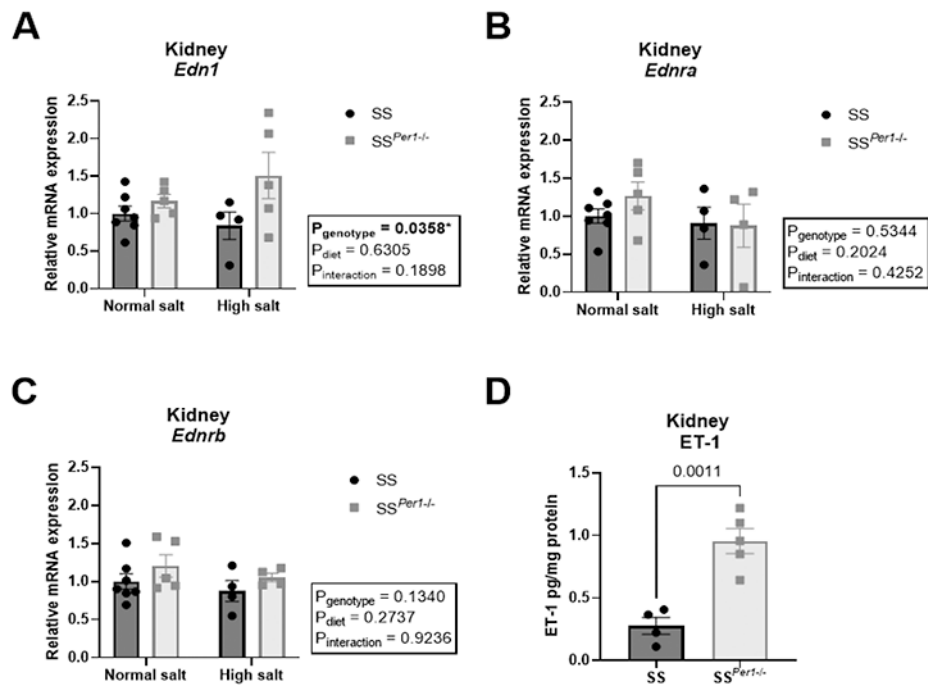 A
Kidney
Edn1
Relative mRNA expression
2.5
2.0
1.5
1.0
0.5
0.0
Normal salt
High salt
SS
SSPer1-/-
Pgenotype = 0.0358*
Pdiet = 0.6305
Pinteraction = 0.1898
B
Kidney
Ednra
Relative mRNA expression
2.5
2.0
1.5
1.0
0.5
0.0
Normal salt
High salt
SS
SSPer1-/-
Pgenotype = 0.5344
Pdiet = 0.2024
Pinteraction = 0.4252
C
Kidney
Ednrb
Relative mRNA expression
2.5
2.0
1.5
1.0
0.5
0.0
Normal salt
High salt
SS
SSPer1-/-
Pgenotype = 0.1340
Pdiet = 0.2737
Pinteraction = 0.9236
D
Kidney
ET-1
ET-1 pg/mg protein
1.5
1.0
0.5
0.0
0.0011
SS
SSPer1-/-